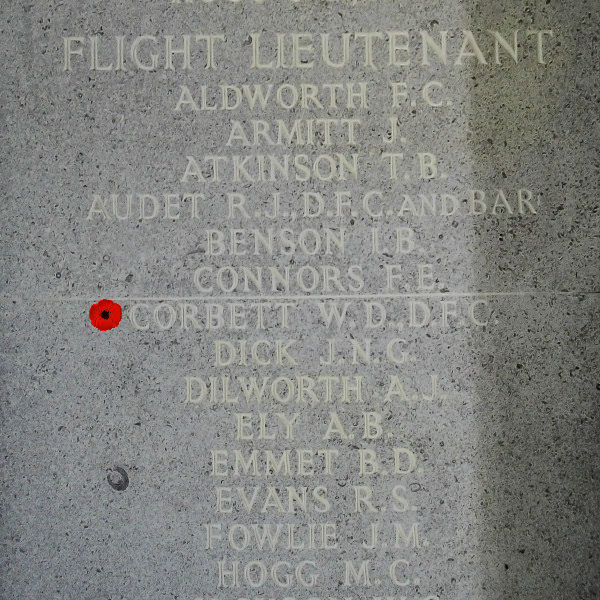 FLIGHT LIEUTENANT
ALDWORTH F.C.
ARMITT J.
ATKINSON T.B.
AUDET R.J., D.F.C. AND BAR
BENSON I.B.
CONNORS F.E.
CORBETT W.D., D.F.C.
DICK J.N.G.
DILWORTH A.J.
ELY A.B.
EMMET B.D.
EVANS R.S.
FOWLIE J.M.
HOGG M.C.